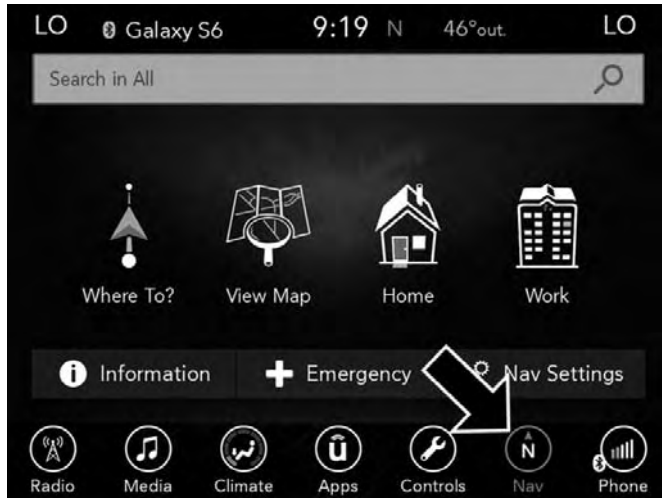 LO Galaxy S6 9:19 N 46°out. LO
Search in All
Where To? View Map Home Work
i Information Emergency Nav Settings
û N
Radio Media Climate Apps Controls Nav Phone